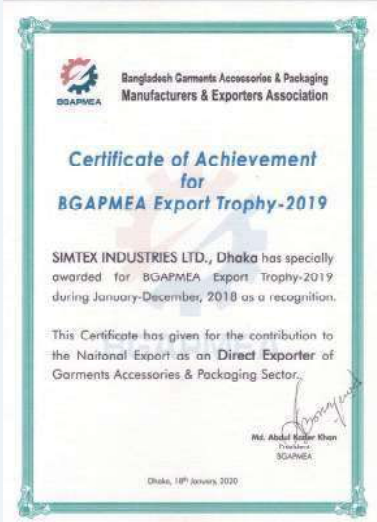 BGAPMEA
Bangladesh Garments Accessories & Packaging
Manufacturers & Exporters Association
Certificate of Achievement
for
BGAPMEA Export Trophy-2019
SIMTEX INDUSTRIES LTD., Dhaka has specially
awarded for BGAPMEA Export Trophy-2019
during January-December, 2018 as a recognition.
This Certificate has given for the contribution to
the Naitonal Export as an Direct Exporter of
Garments Accessories & Packaging Sector.
BGAPMEA
Md. Abdul Kader Khan
President
BGAPMEA
Dhaka, 18th January, 2020